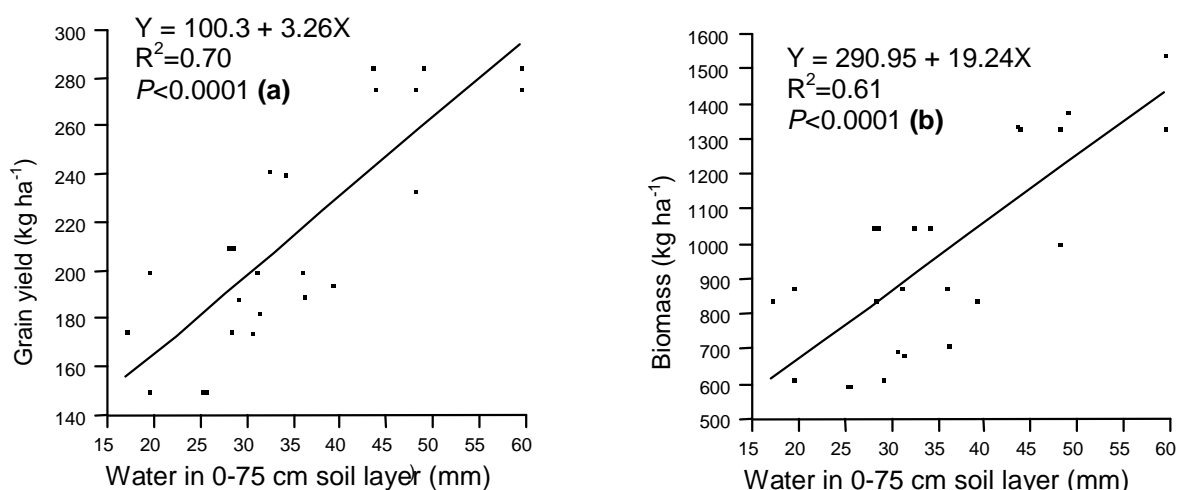 Y = 100.3 + 3.26X
R²=0.70
P<0.0001 (a)
300
280
260
240
220
200
180
160
140
Grain yield (kg ha⁻¹)
15 20 25 30 35 40 45 50 55 60
Water in 0-75 cm soil layer (mm)
Y = 290.95 + 19.24X
R²=0.61
P<0.0001 (b)
1600
1500
1400
1300
1200
1100
1000
900
800
700
600
500
Biomass (kg ha⁻¹)
15 20 25 30 35 40 45 50 55 60
Water in 0-75 cm soil layer (mm)